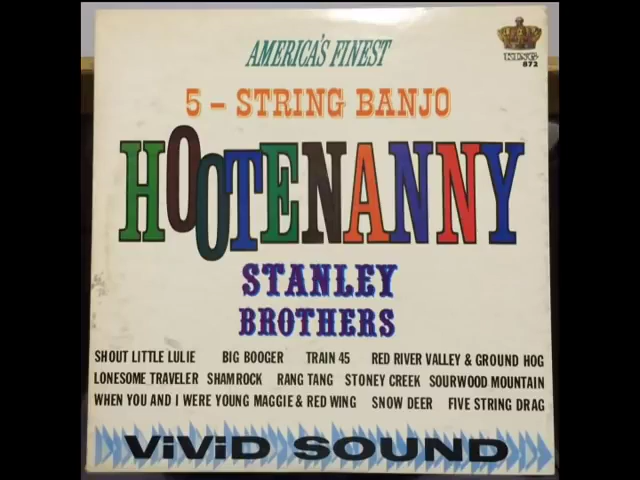 AMERICA'S FINEST
KING
872
5 - STRING BANJO
HOOTENANNY
STANLEY
BROTHERS
SHOUT LITTLE LULIE BIG BOOGER TRAIN 45 RED RIVER VALLEY & GROUND HOG
LONESOME TRAVELER SHAMROCK RANG TANG STONEY CREEK SOURWOOD MOUNTAIN
WHEN YOU AND I WERE YOUNG MAGGIE & RED WING SNOW DEER FIVE STRING DRAG
ViViD SOUND